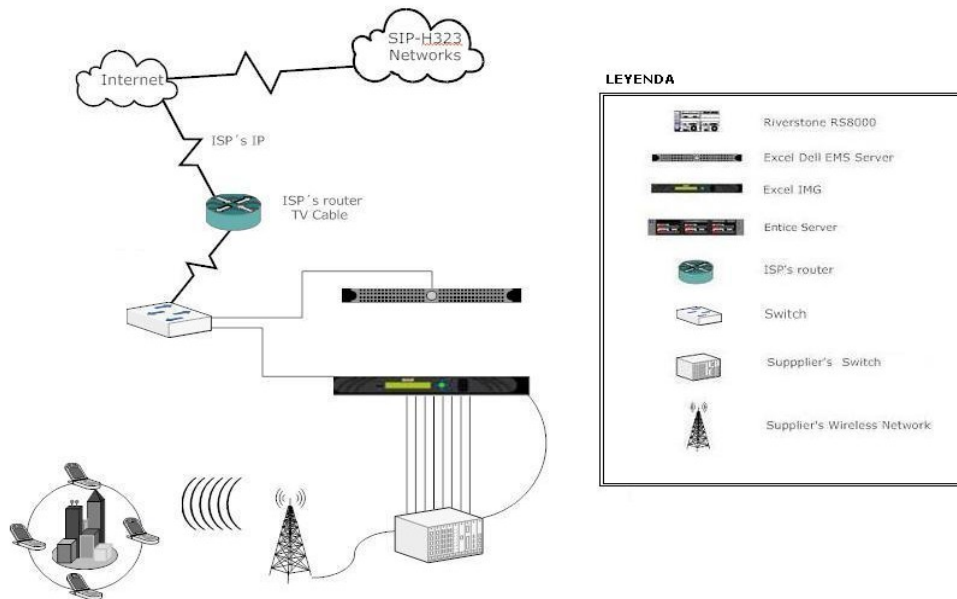 SIP-H323
Networks
Internet
ISP´s IP
ISP´s router
TV Cable
LEYENDA
Riverstone RS8000
Excel Dell EMS Server
Excel IMG
Entice Server
ISP's router
Switch
Suppplier's Switch
Supplier's Wireless Network